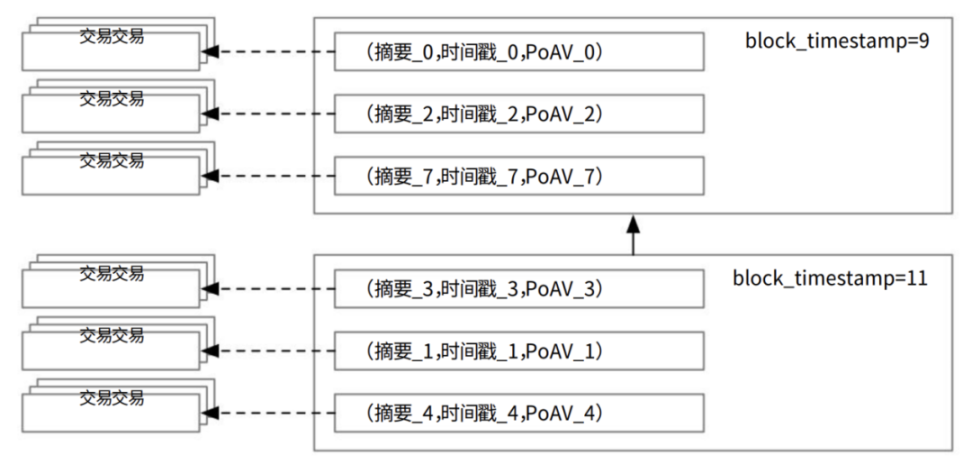 交易交易
(摘要_0,时间戳_0,PoAV_0)
block_timestamp=9
交易交易
(摘要_2,时间戳_2,PoAV_2)
交易交易
(摘要_7,时间戳_7,PoAV_7)
交易交易
(摘要_3,时间戳_3,PoAV_3)
block_timestamp=11
交易交易
(摘要_1,时间戳_1,PoAV_1)
交易交易
(摘要_4,时间戳_4,PoAV_4)